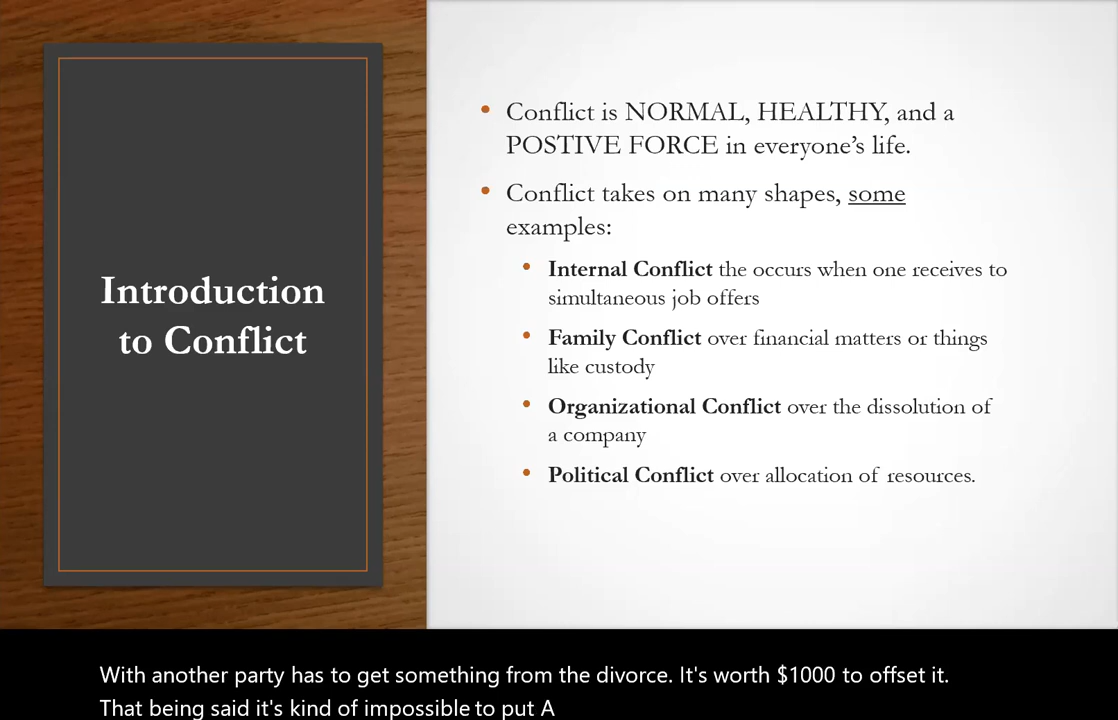 Introduction
to Conflict
Conflict is NORMAL, HEALTHY, and a
POSTIVE FORCE in everyone's life.
Conflict takes on many shapes, some
examples:
Internal Conflict the occurs when one receives to
simultaneous job offers
Family Conflict over financial matters or things
like custody
Organizational Conflict over the dissolution of
a company
Political Conflict over allocation of resources.
With another party has to get something from the divorce. It's worth $1000 to offset it.
That being said it's kind of impossible to put A